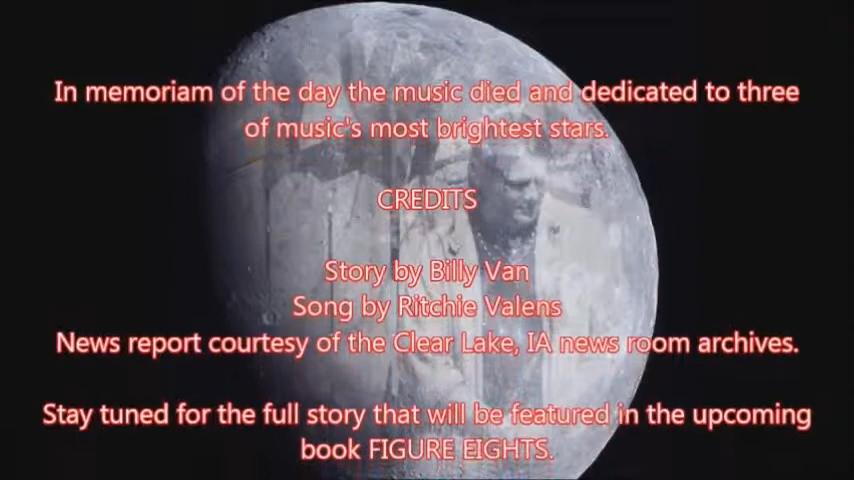 In memoriam of the day the music died and dedicated to three
of music's most brightest stars.
CREDITS
Story by Billy Van
Song by Ritchie Valens
News report courtesy of the Clear Lake, IA news room archives.
Stay tuned for the full story that will be featured in the upcoming
book FIGURE EIGHTS.